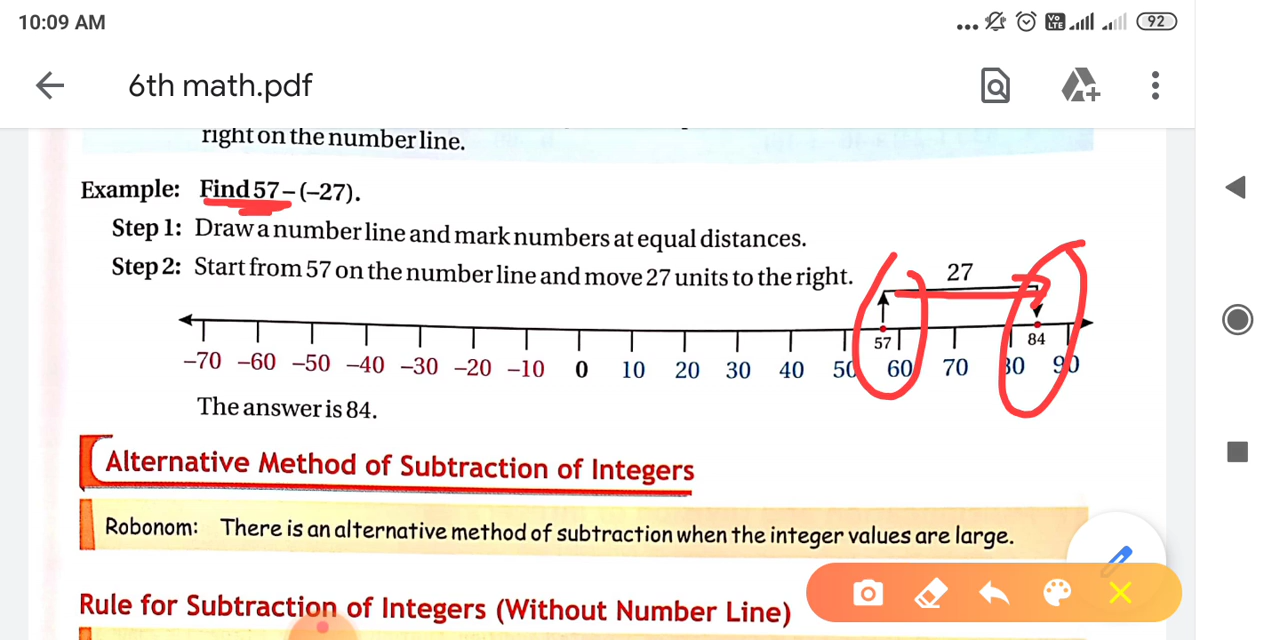 10:09 AM
Vo LTE
92
6th math.pdf
right on the number line.
Example: Find 57 – (–27).
Step 1: Draw a number line and mark numbers at equal distances.
Step 2: Start from 57 on the number line and move 27 units to the right.
27
57 84
–70 –60 –50 –40 –30 –20 –10 0 10 20 30 40 50 60 70 80 90
The answer is 84.
Alternative Method of Subtraction of Integers
Robonom: There is an alternative method of subtraction when the integer values are large.
Rule for Subtraction of Integers (Without Number Line)